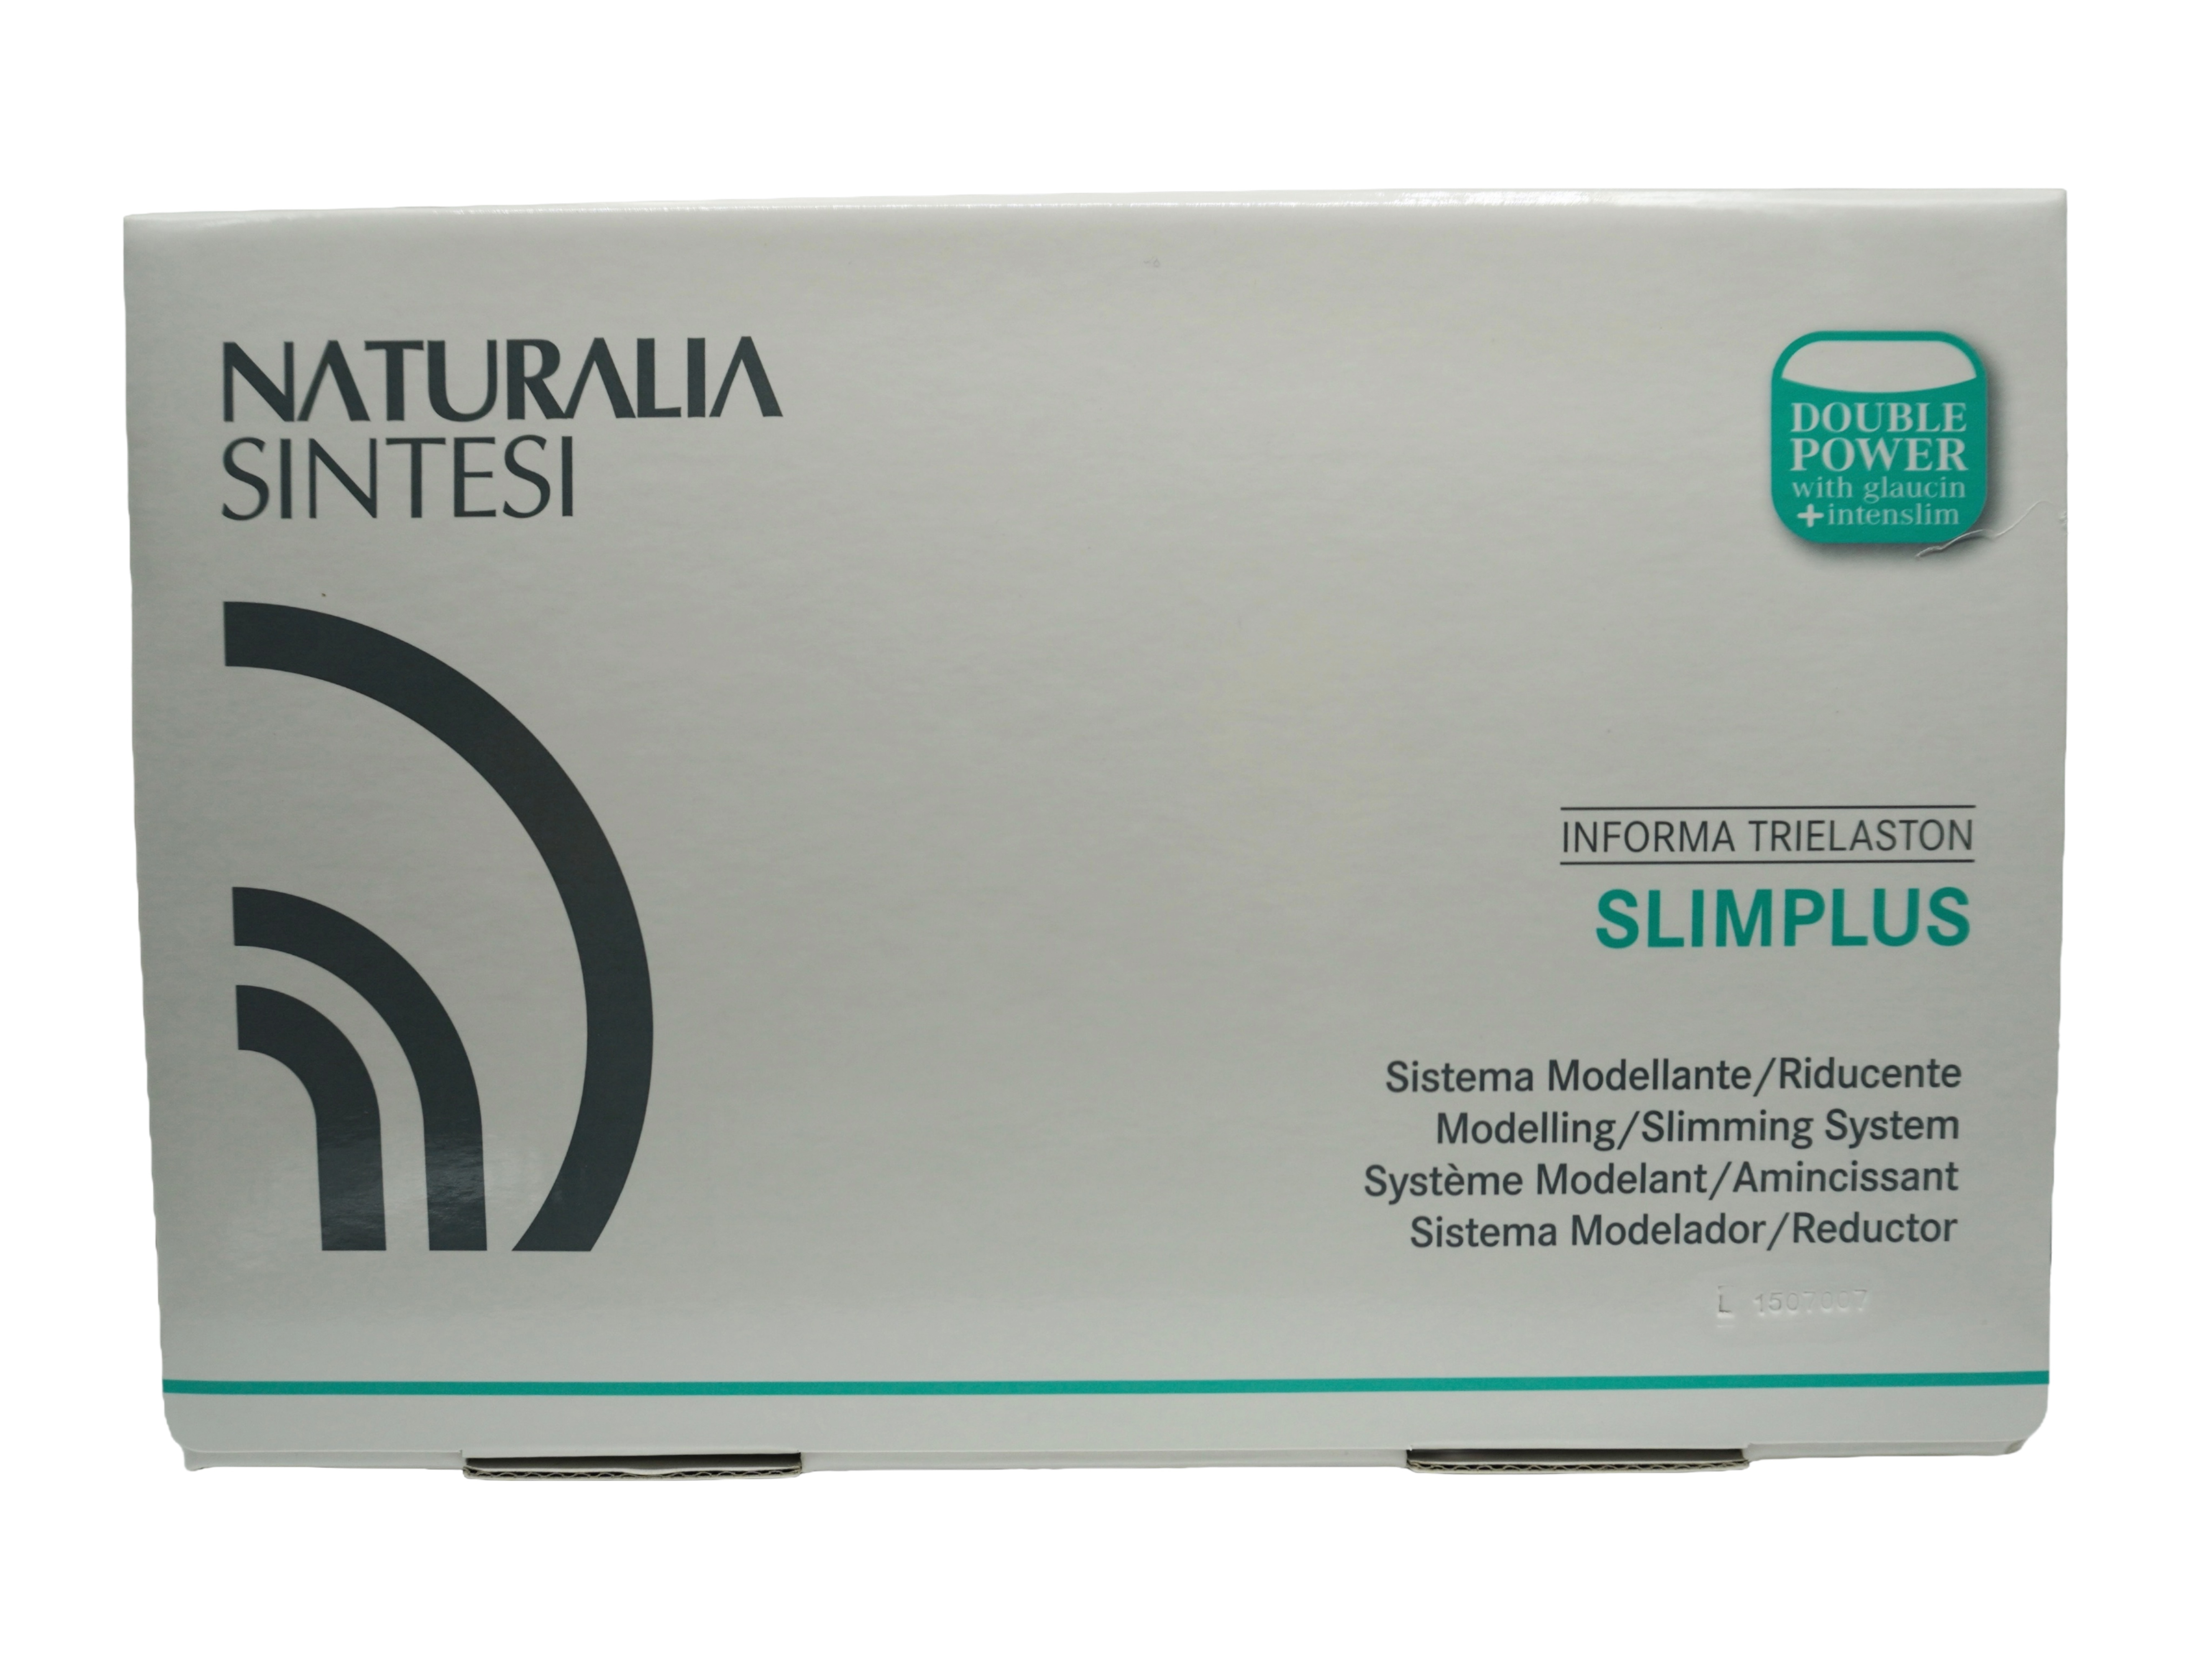 NATURALIA
SINTESI
DOUBLE
POWER
with glaucin
+intenslim
INFORMA TRIELASTON
SLIMPLUS
Sistema Modellante/Riducente
Modelling/Slimming System
Système Modelant/Amincissant
Sistema Modelador/Reductor
L 1507007